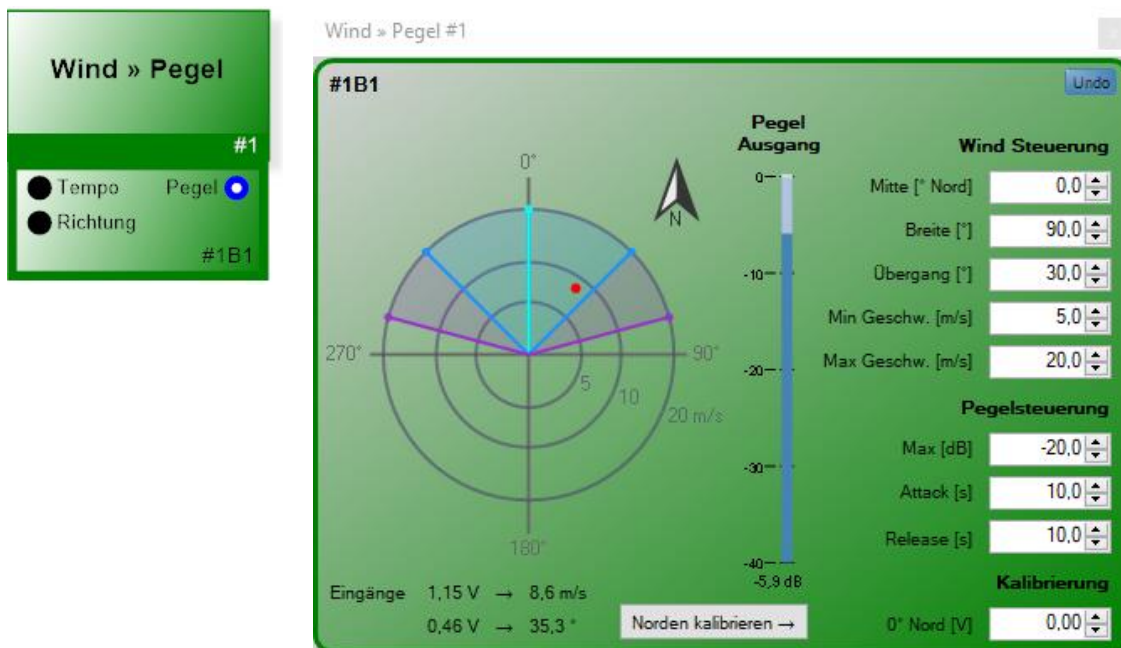 Wind » Pegel
#1
Tempo Pegel
Richtung
#1B1
Wind » Pegel #1
#1B1
Undo
Pegel
Ausgang
0
-10
-20
-30
-40
-5,9 dB
0°
N
270°
90°
5
10
20 m/s
180°
Eingänge 1,15 V → 8,6 m/s
0,46 V → 35,3 °
Norden kalibrieren →
Wind Steuerung
Mitte [° Nord] 0,0
Breite [°] 90,0
Übergang [°] 30,0
Min Geschw. [m/s] 5,0
Max Geschw. [m/s] 20,0
Pegelsteuerung
Max [dB] -20,0
Attack [s] 10,0
Release [s] 10,0
Kalibrierung
0° Nord [V] 0,00